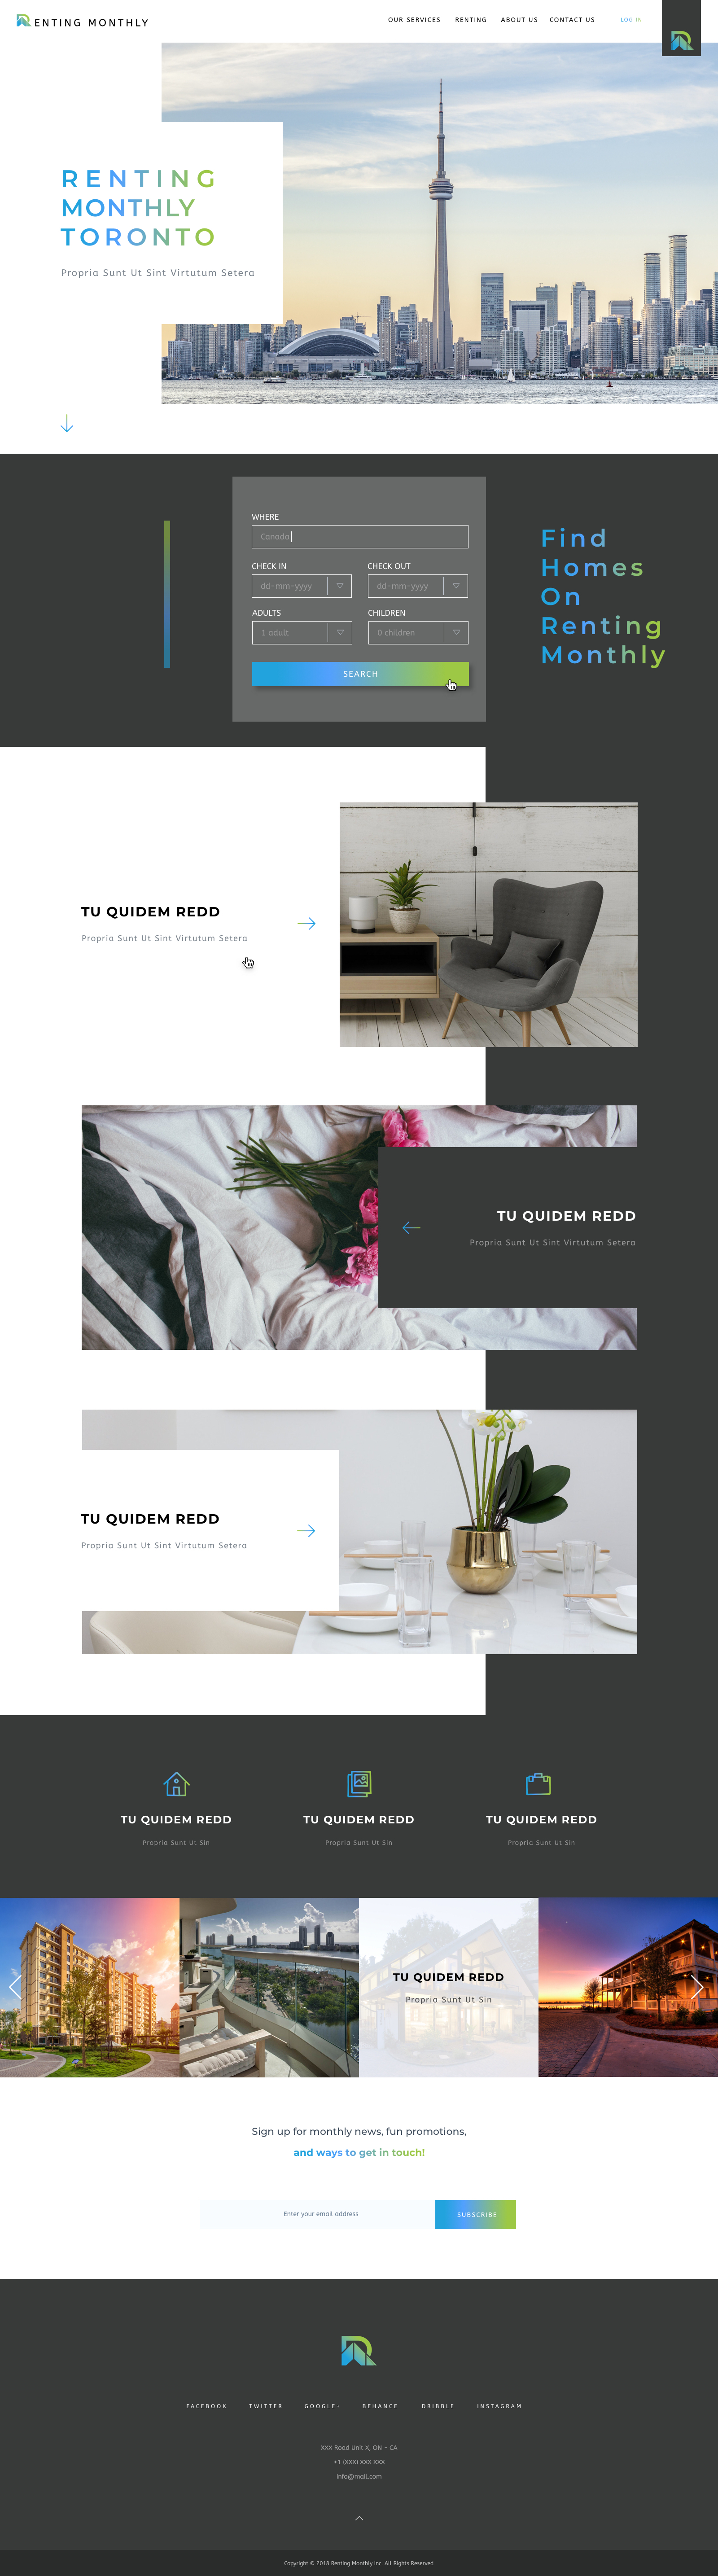 ENTING MONTHLY
OUR SERVICES RENTING ABOUT US CONTACT US LOG IN
RENTING
MONTHLY
TORONTO
Propria Sunt Ut Sint Virtutum Setera
WHERE
Canada
CHECK IN CHECK OUT
dd-mm-yyyy dd-mm-yyyy
ADULTS CHILDREN
1 adult 0 children
SEARCH
Find
Homes
On
Renting
Monthly
TU QUIDEM REDD
Propria Sunt Ut Sint Virtutum Setera
TU QUIDEM REDD
Propria Sunt Ut Sint Virtutum Setera
TU QUIDEM REDD
Propria Sunt Ut Sint Virtutum Setera
TU QUIDEM REDD
Propria Sunt Ut Sin
TU QUIDEM REDD
Propria Sunt Ut Sin
TU QUIDEM REDD
Propria Sunt Ut Sin
TU QUIDEM REDD
Propria Sunt Ut Sin
Sign up for monthly news, fun promotions,
and ways to get in touch!
Enter your email address
SUBSCRIBE
FACEBOOK TWITTER GOOGLE+ BEHANCE DRIBBLE INSTAGRAM
XXX Road Unit X, ON - CA
+1 (XXX) XXX XXX
info@mail.com
Copyright © 2018 Renting Monthly Inc. All Rights Reserved